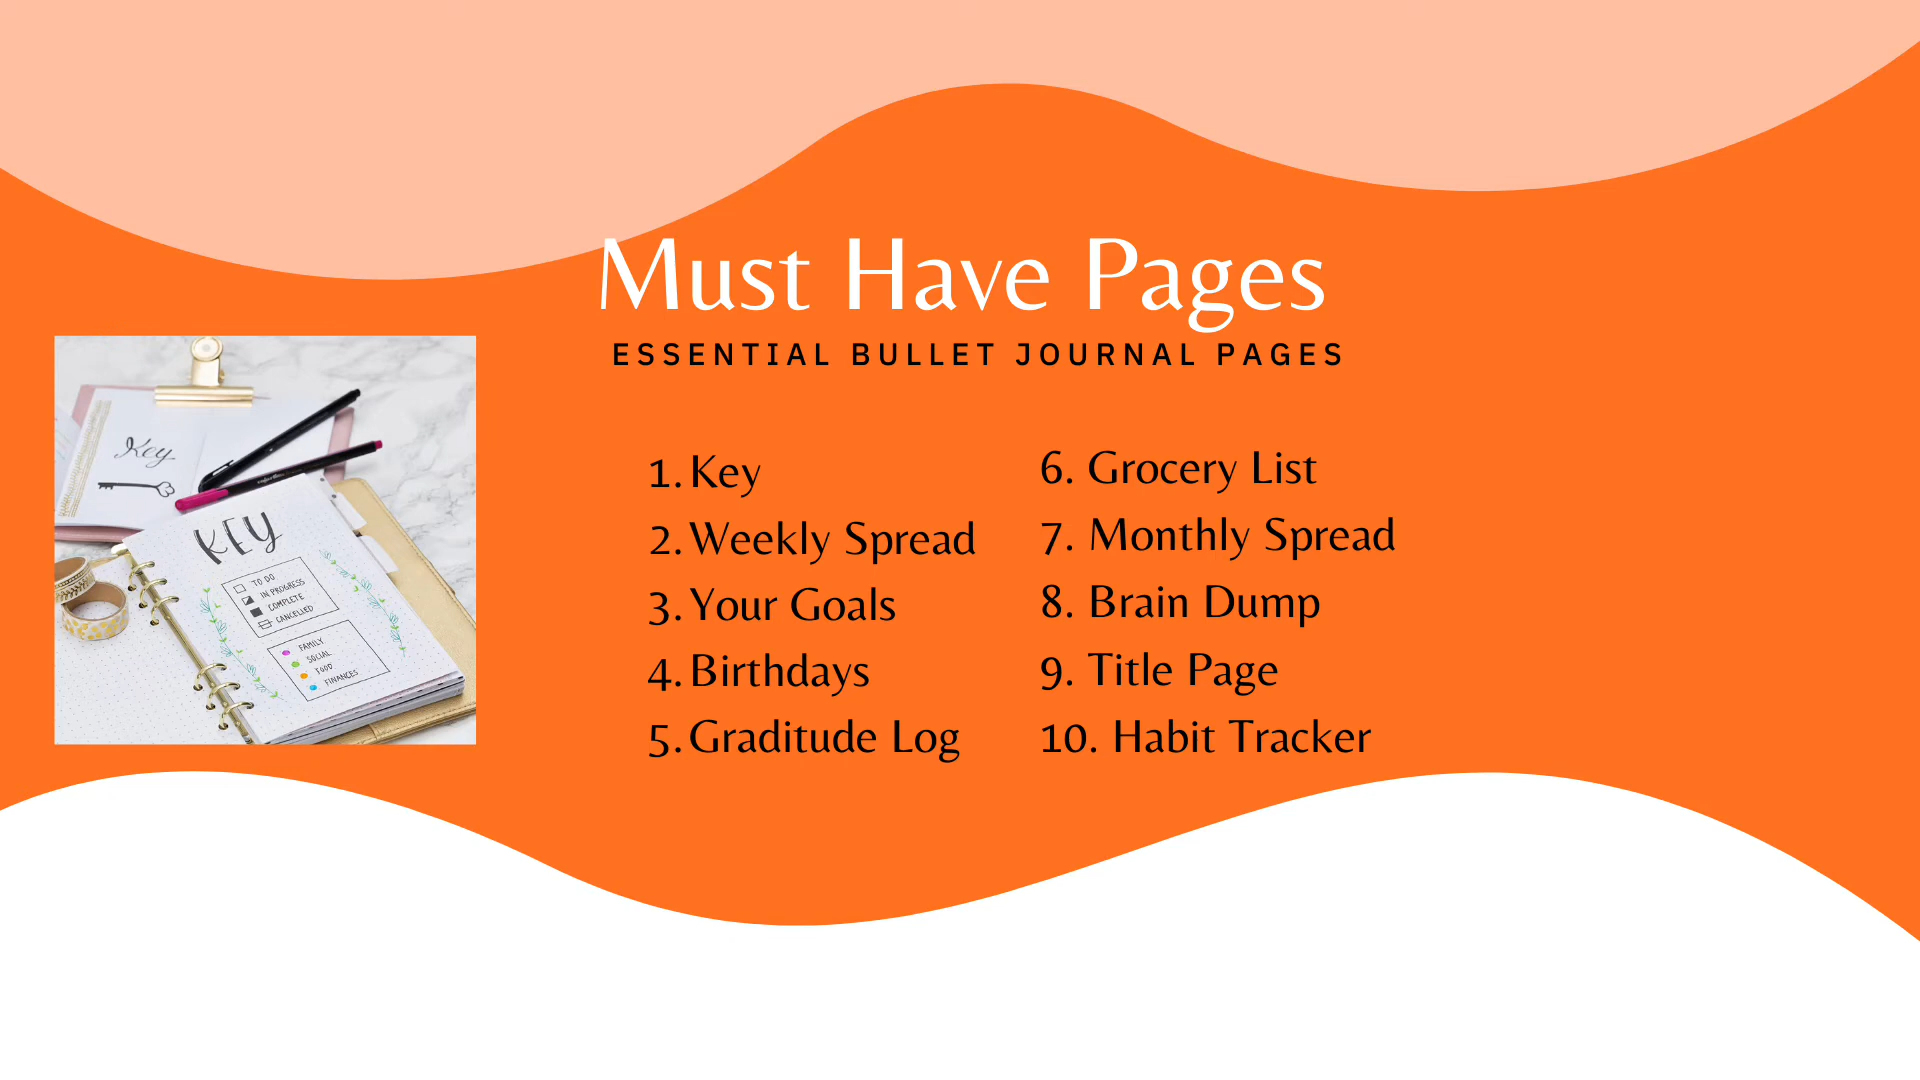 Must Have Pages
ESSENTIAL BULLET JOURNAL PAGES
1. Key
2. Weekly Spread
3. Your Goals
4. Birthdays
5. Graditude Log
6. Grocery List
7. Monthly Spread
8. Brain Dump
9. Title Page
10. Habit Tracker
Key
KEY
TO DO
IN PROGRESS
COMPLETE
CANCELLED
FAMILY
SOCIAL
FOOD
FINANCES